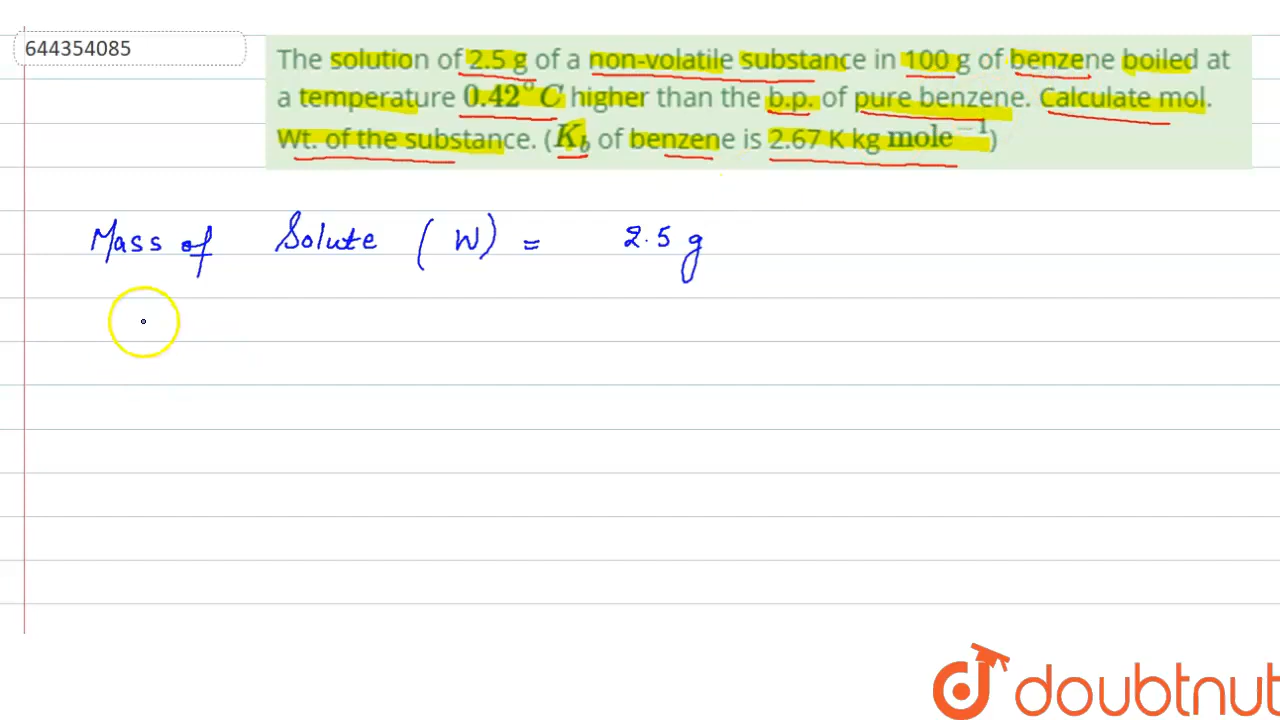 644354085
The solution of 2.5 g of a non-volatile substance in 100 g of benzene boiled at
a temperature 0.42°C higher than the b.p. of pure benzene. Calculate mol.
Wt. of the substance. (K_b of benzene is 2.67 K kg mole⁻¹)
Mass of Solute (W) = 2.5 g
doubtnut